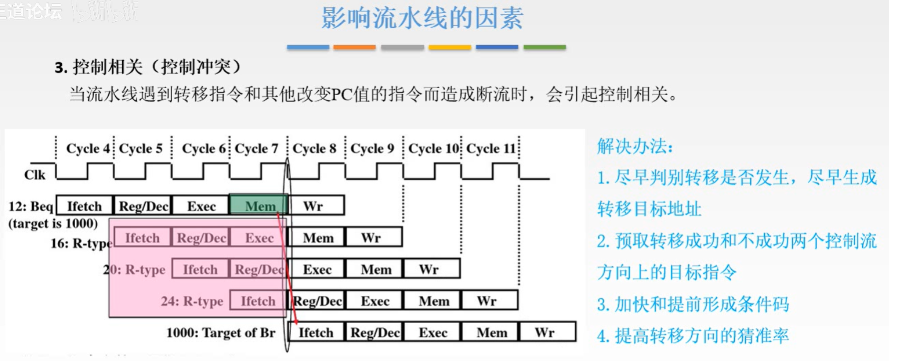 王道论坛
影响流水线的因素
3. 控制相关（控制冲突）
当流水线遇到转移指令和其他改变PC值的指令而造成断流时，会引起控制相关。
Cycle 4 Cycle 5 Cycle 6 Cycle 7 Cycle 8 Cycle 9 Cycle 10 Cycle 11
Clk
12: Beq Ifetch Reg/Dec Exec Mem Wr
(target is 1000)
16: R-type Ifetch Reg/Dec Exec Mem Wr
20: R-type Ifetch Reg/Dec Exec Mem Wr
24: R-type Ifetch Reg/Dec Exec Mem Wr
1000: Target of Br Ifetch Reg/Dec Exec Mem Wr
解决办法：
1. 尽早判别转移是否发生，尽早生成
转移目标地址
2. 预取转移成功和不成功两个控制流
方向上的目标指令
3. 加快和提前形成条件码
4. 提高转移方向的猜准率